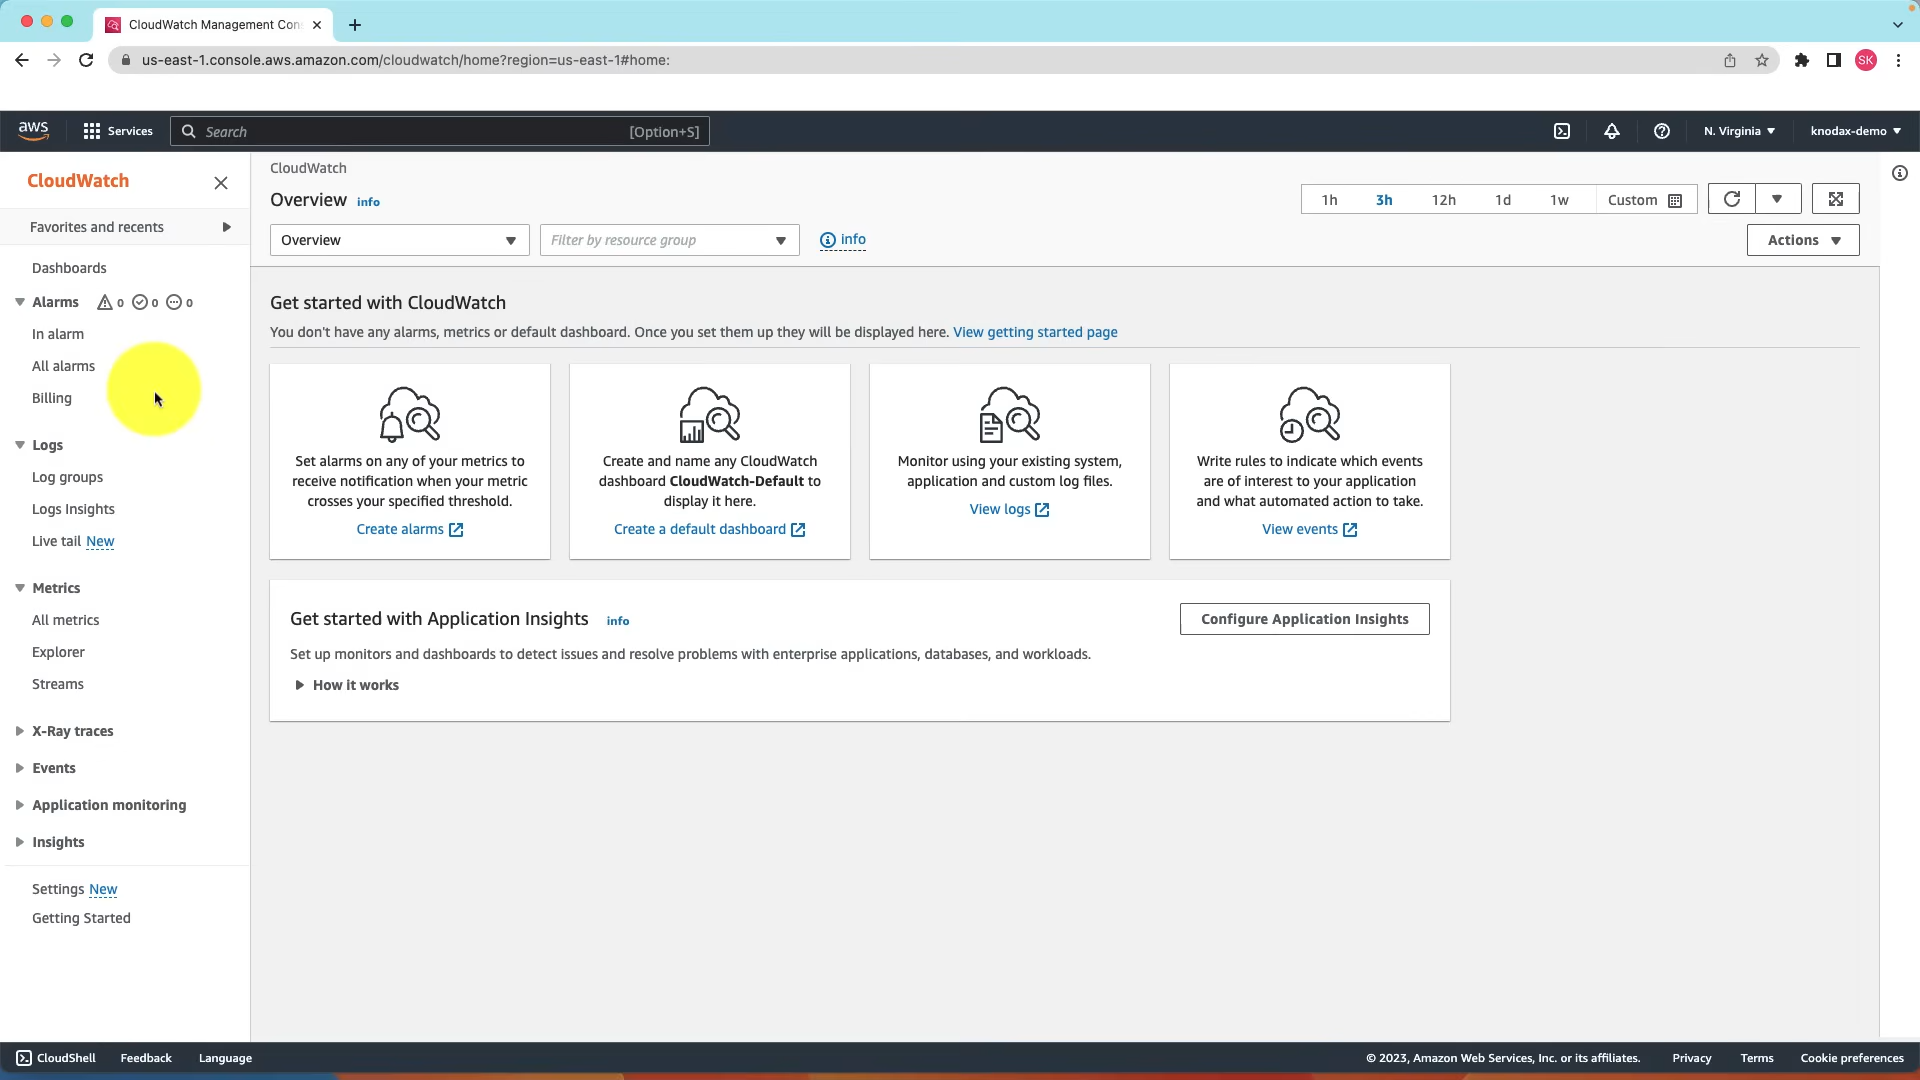 CloudWatch Management Con
us-east-1.console.aws.amazon.com/cloudwatch/home?region=us-east-1#home:
SK
aws
Services
Search
[Option+S]
N. Virginia
knodax-demo
CloudWatch
Favorites and recents
Dashboards
Alarms 0 0 0
In alarm
All alarms
Billing
Logs
Log groups
Logs Insights
Live tail New
Metrics
All metrics
Explorer
Streams
X-Ray traces
Events
Application monitoring
Insights
Settings New
Getting Started
CloudWatch
Overview info
1h 3h 12h 1d 1w Custom
Overview
Filter by resource group
info
Actions
Get started with CloudWatch
You don't have any alarms, metrics or default dashboard. Once you set them up they will be displayed here. View getting started page
Set alarms on any of your metrics to
receive notification when your metric
crosses your specified threshold.
Create alarms
Create and name any CloudWatch
dashboard CloudWatch-Default to
display it here.
Create a default dashboard
Monitor using your existing system,
application and custom log files.
View logs
Write rules to indicate which events
are of interest to your application
and what automated action to take.
View events
Get started with Application Insights info
Configure Application Insights
Set up monitors and dashboards to detect issues and resolve problems with enterprise applications, databases, and workloads.
How it works
CloudShell Feedback Language
© 2023, Amazon Web Services, Inc. or its affiliates. Privacy Terms Cookie preferences